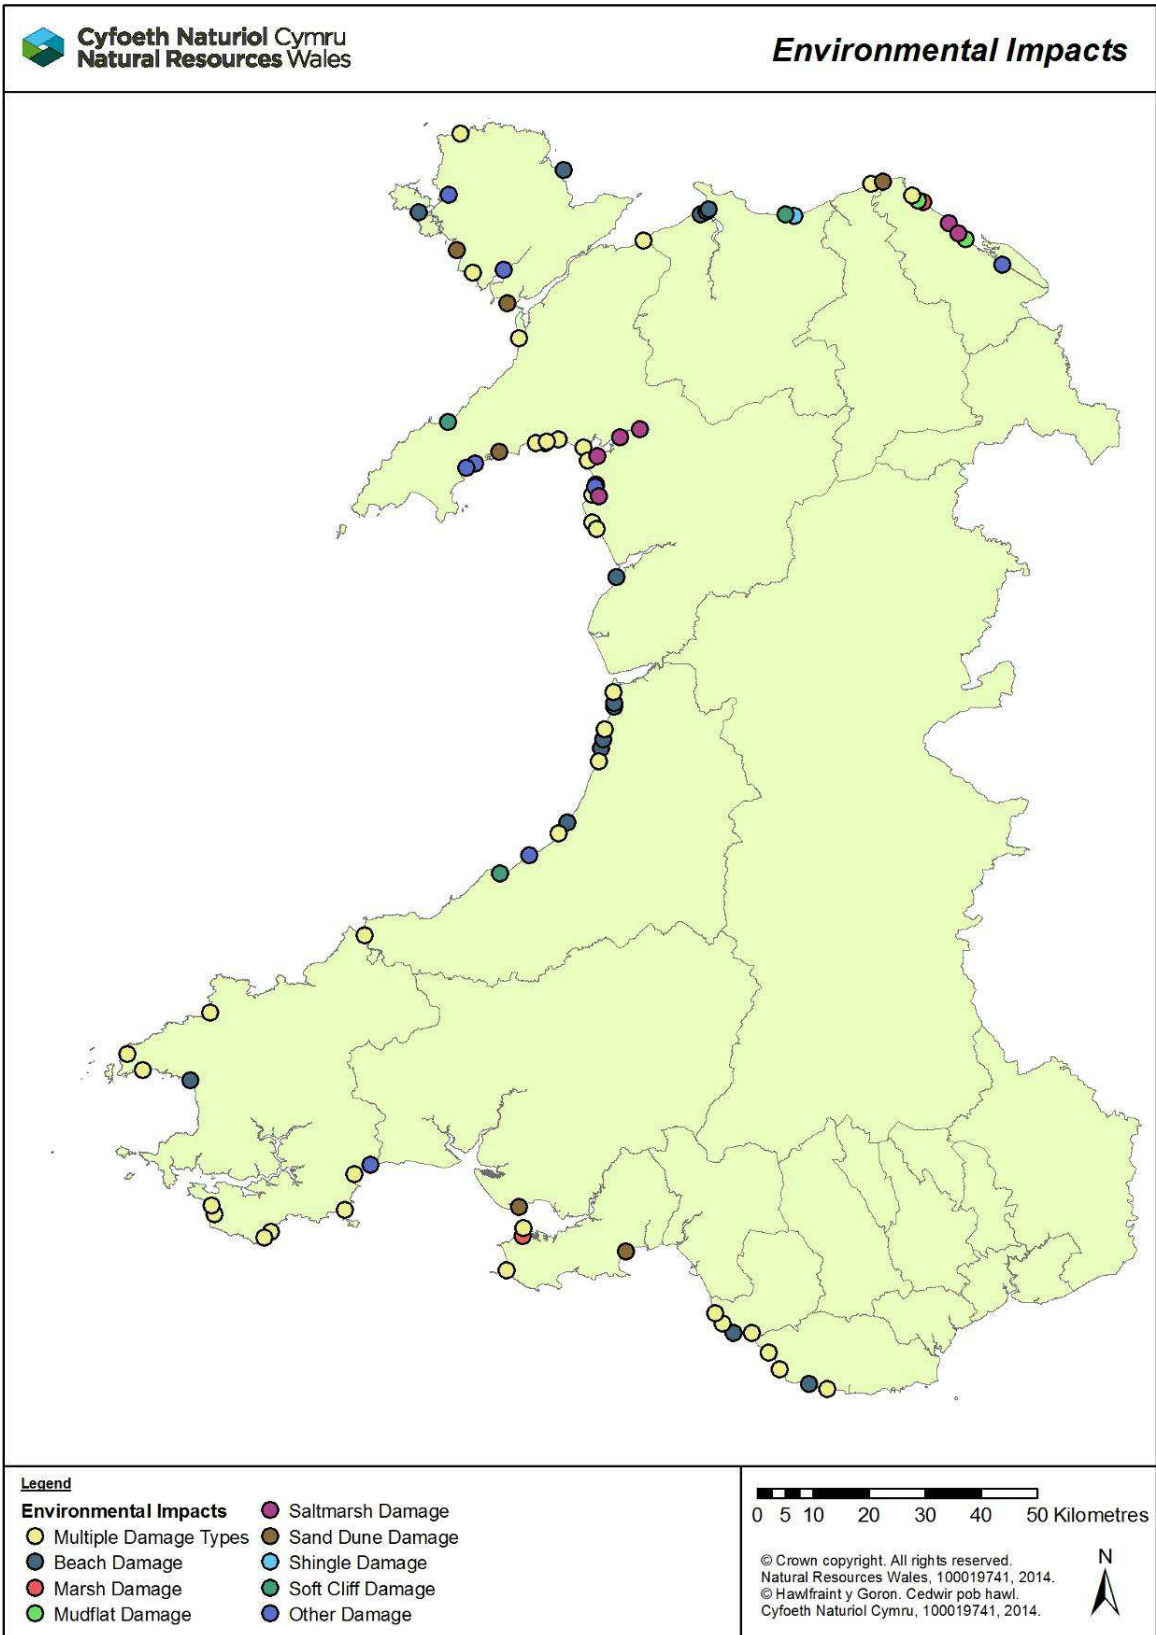 Cyfoeth Naturiol Cymru
Natural Resources Wales
Environmental Impacts
Legend
Environmental Impacts
Multiple Damage Types
Beach Damage
Marsh Damage
Mudflat Damage
Saltmarsh Damage
Sand Dune Damage
Shingle Damage
Soft Cliff Damage
Other Damage
0 5 10 20 30 40 50 Kilometres
© Crown copyright. All rights reserved.
Natural Resources Wales, 100019741, 2014.
© Hawlfraint y Goron. Cedwir pob hawl.
Cyfoeth Naturiol Cymru, 100019741, 2014.
N